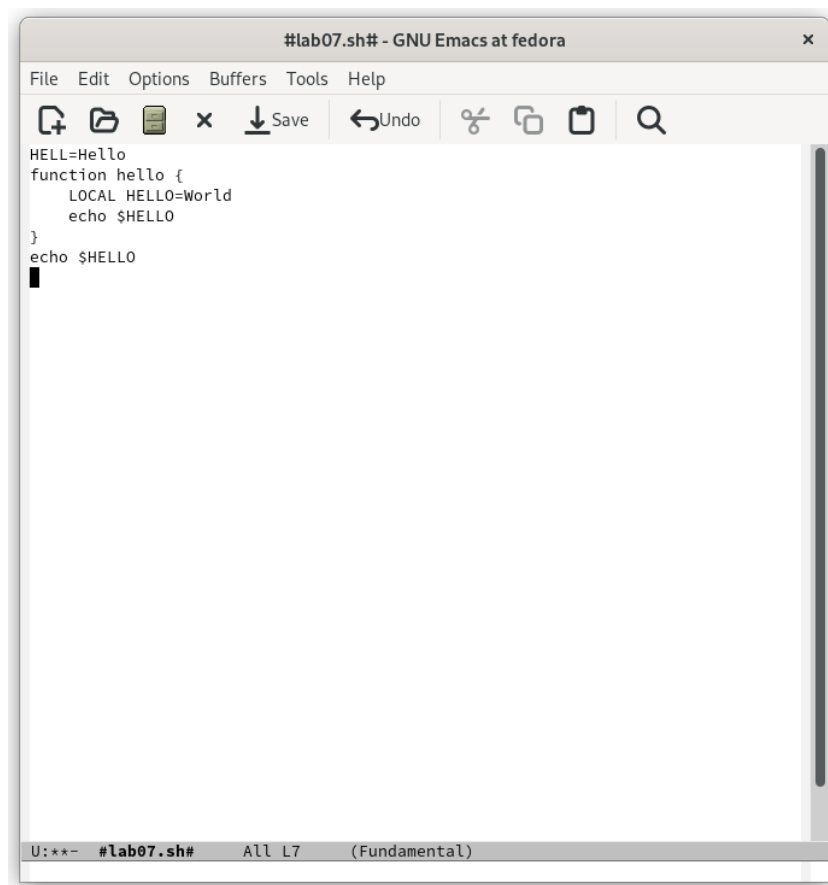 #lab07.sh# - GNU Emacs at fedora ×
File Edit Options Buffers Tools Help
Save Undo
HELL=Hello
function hello {
    LOCAL HELLO=World
    echo $HELLO
}
echo $HELLO
U:**- #lab07.sh# All L7 (Fundamental)